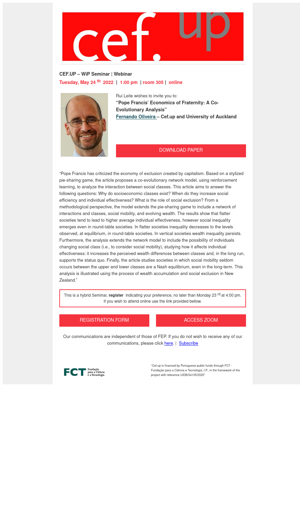 cef.up
CEF.UP – WiP Seminar | Webinar
Tuesday, May 24 th 2022 | 1:00 pm | room 305 | online
Rui Leite wishes to invite you to:
"Pope Francis' Economics of Fraternity: A Co-
Evolutionary Analysis"
Fernando Oliveira – Cef.up and University of Auckland
DOWNLOAD PAPER
"Pope Francis has criticized the economy of exclusion created by capitalism. Based on a stylized
pie-sharing game, the article proposes a co-evolutionary network model, using reinforcement
learning, to analyze the interaction between social classes. This article aims to answer the
following questions: Why do socioeconomic classes exist? When do they increase social
efficiency and individual effectiveness? What is the role of social exclusion? From a
methodological perspective, the model extends the pie-sharing game to include a network of
interactions and classes, social mobility, and evolving wealth. The results show that flatter
societies tend to lead to higher average individual effectiveness, however social inequality
emerges even in round-table societies. In flatter societies inequality decreases to the levels
observed, at equilibrium, in round-table societies. In vertical societies wealth inequality persists.
Furthermore, the analysis extends the network model to include the possibility of individuals
changing social class (i.e., to consider social mobility), studying how it affects individual
effectiveness: it increases the perceived wealth differences between classes and, in the long run,
supports the status quo. Finally, the article studies societies in which social mobility seldom
occurs between the upper and lower classes are a flash equilibrium, even in the long-term. This
analysis is illustrated using the process of wealth accumulation and social exclusion in New
Zealand."
This is a hybrid seminar, register indicating your preference, no later than Monday 23 rd at 4:00 pm.
If you wish to attend online use the link provided below.
REGISTRATION FORM
ACCESS ZOOM
Our communications are independent of those of FEP. If you do not wish to receive any of our
communications, please click here | Subscribe
FCT Fundação
para a Ciência
e a Tecnologia
"Cef.up is financed by Portuguese public funds through FCT -
Fundação para a Ciência e Tecnologia, I.P., in the framework of the
project with reference UIDB/04105/2020"